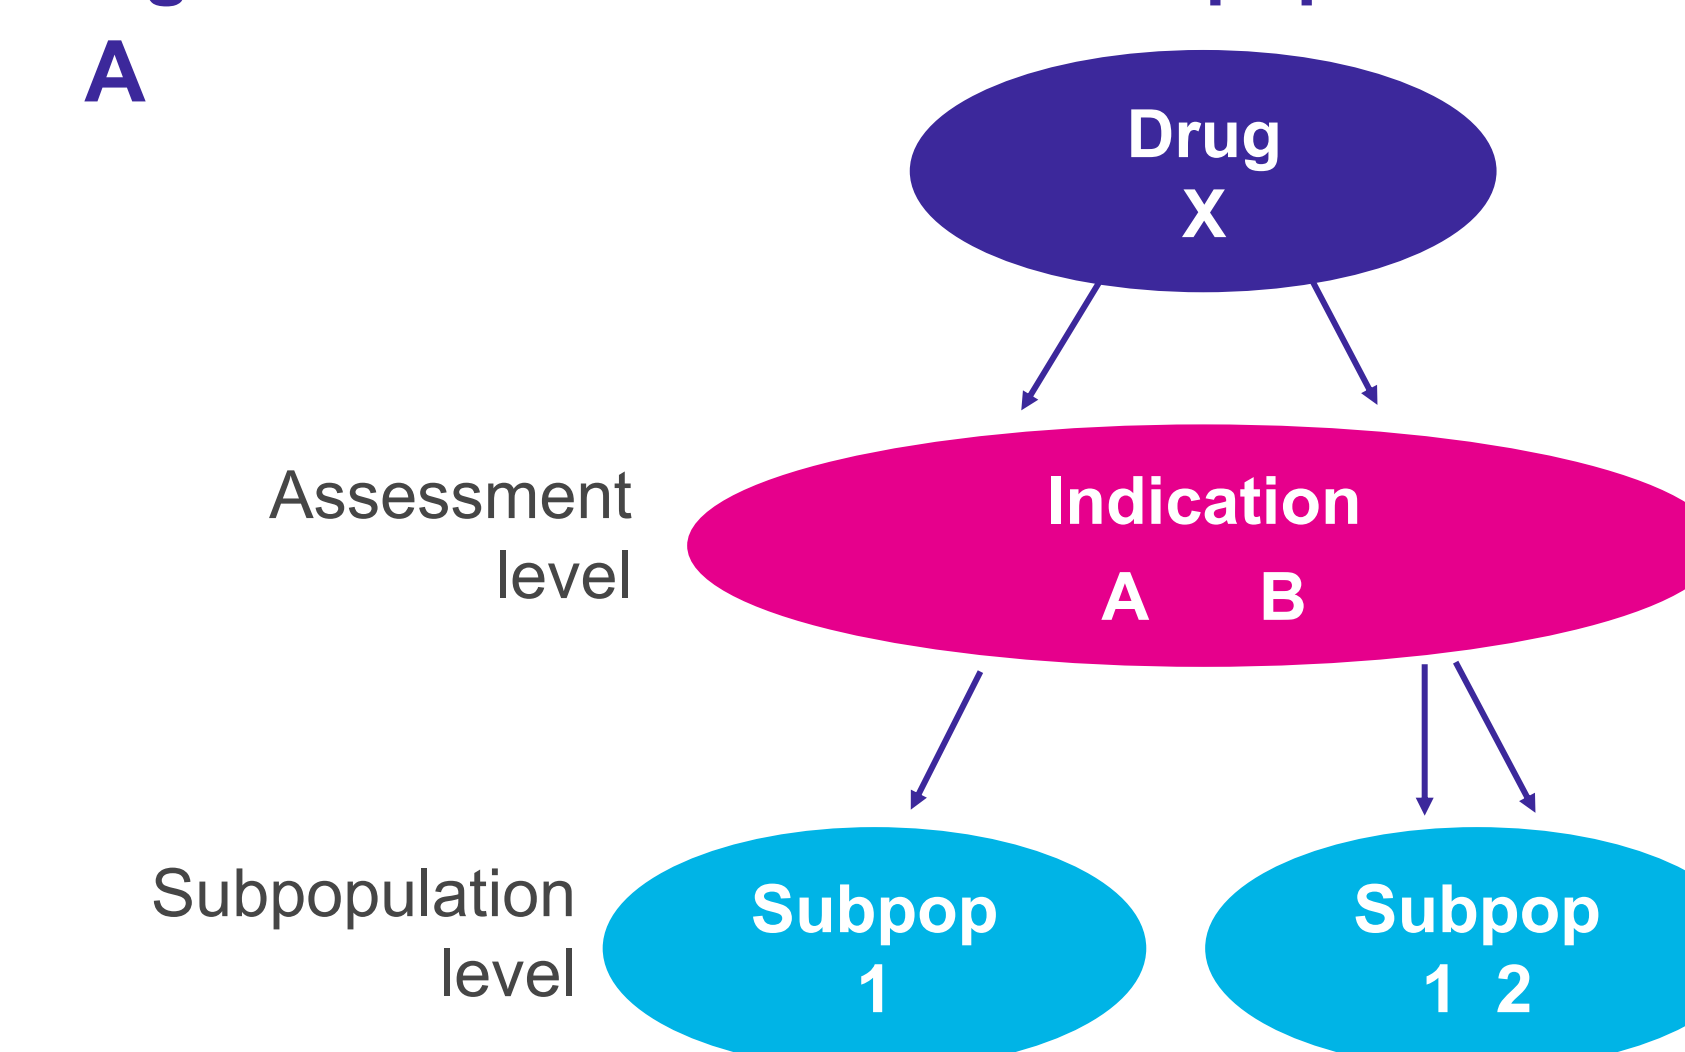 A
Drug
X
Assessment
level
Indication
A B
Subpopulation
level
Subpop
1
Subpop
1 2